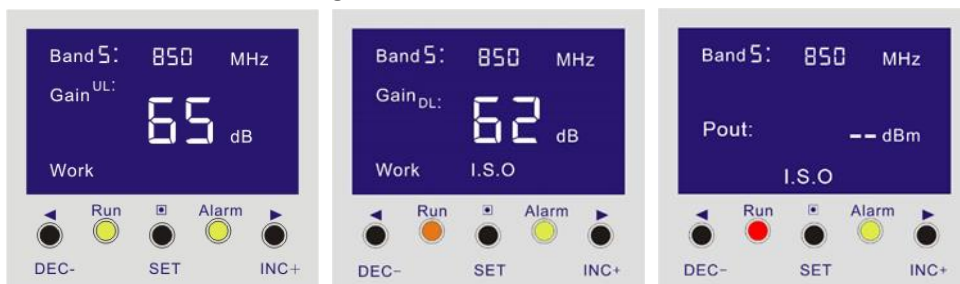 Band 5: 850 MHz
Gain UL:
65 dB
Work
Run Alarm
DEC- SET INC+
Band 5: 850 MHz
Gain DL:
62 dB
Work I.S.O
Run Alarm
DEC- SET INC+
Band 5: 850 MHz
Pout: -- dBm
I.S.O
Run Alarm
DEC- SET INC+